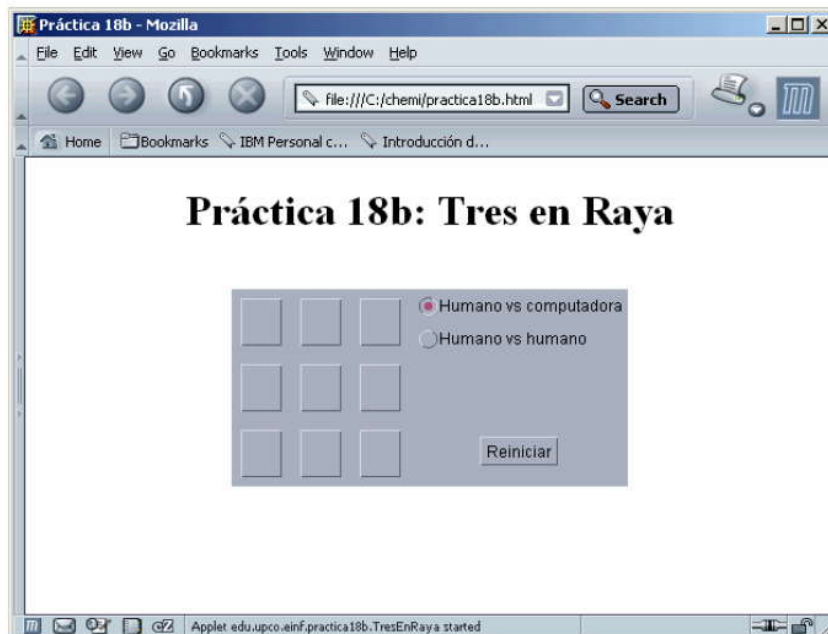 Práctica 18b - Mozilla
File Edit View Go Bookmarks Tools Window Help
file:///C:/chemi/practica18b.html Search
Home Bookmarks IBM Personal c... Introducción d...
Práctica 18b: Tres en Raya
Humano vs computadora
Humano vs humano
Reiniciar
Applet edu.upco.einf.practica18b.TresEnRaya started